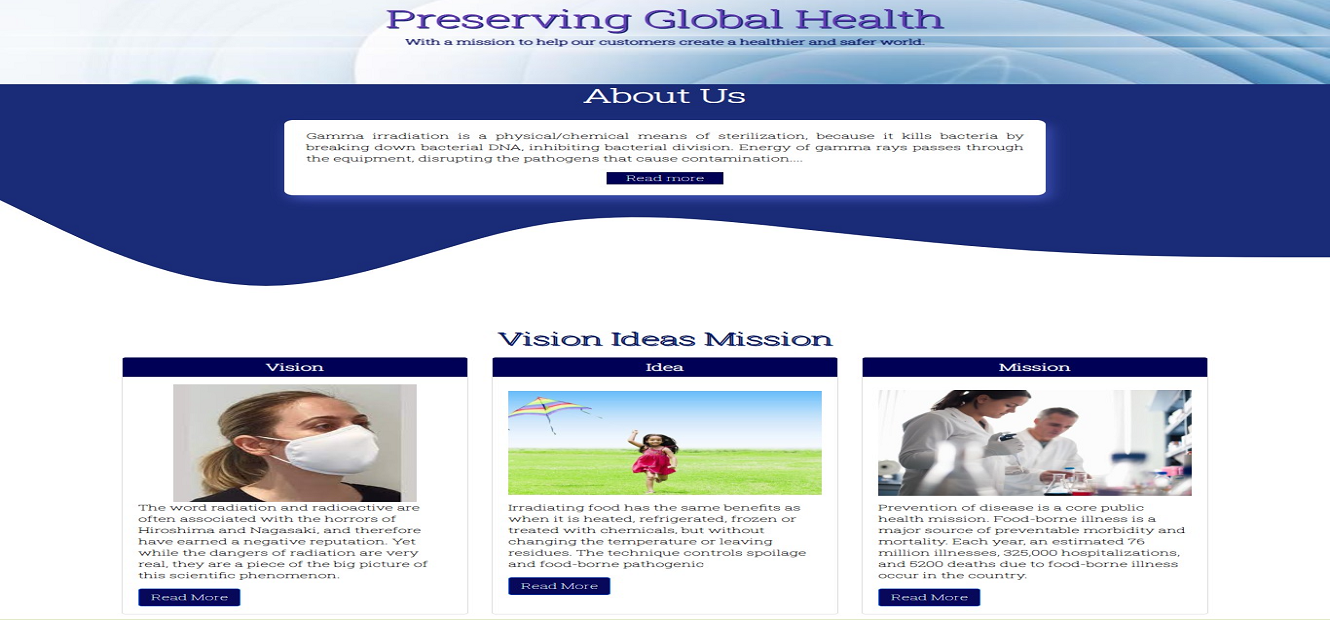 Preserving Global Health
With a mission to help our customers create a healthier and safer world.
About Us
Gamma irradiation is a physical/chemical means of sterilization, because it kills bacteria by
breaking down bacterial DNA, inhibiting bacterial division. Energy of gamma rays passes through
the equipment, disrupting the pathogens that cause contamination....
Read more
Vision Ideas Mission
Vision
The word radiation and radioactive are
often associated with the horrors of
Hiroshima and Nagasaki, and therefore
have earned a negative reputation. Yet
while the dangers of radiation are very
real, they are a piece of the big picture of
this scientific phenomenon.
Read More
Idea
Irradiating food has the same benefits as
when it is heated, refrigerated, frozen or
treated with chemicals, but without
changing the temperature or leaving
residues. The technique controls spoilage
and food-borne pathogenic
Read More
Mission
Prevention of disease is a core public
health mission. Food-borne illness is a
major source of preventable morbidity and
mortality. Each year, an estimated 76
million illnesses, 325,000 hospitalizations,
and 5200 deaths due to food-borne illness
occur in the country.
Read More